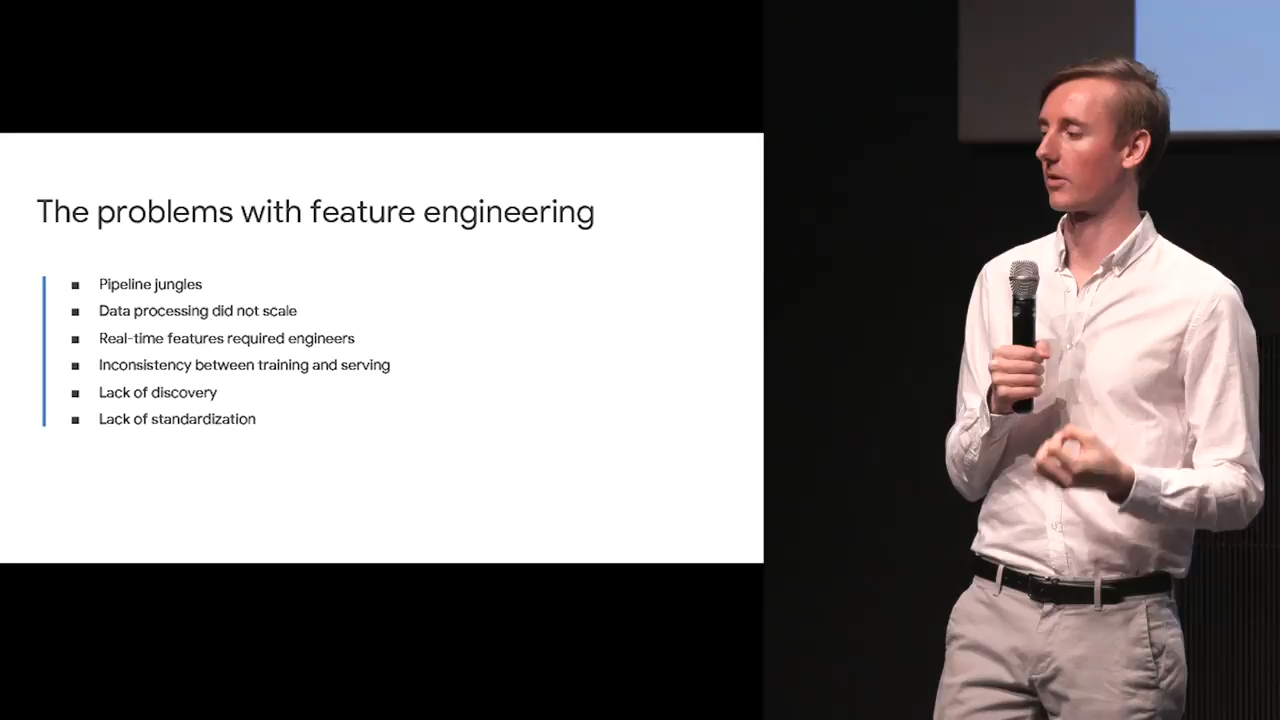 The problems with feature engineering
■ Pipeline jungles
■ Data processing did not scale
■ Real-time features required engineers
■ Inconsistency between training and serving
■ Lack of discovery
■ Lack of standardization